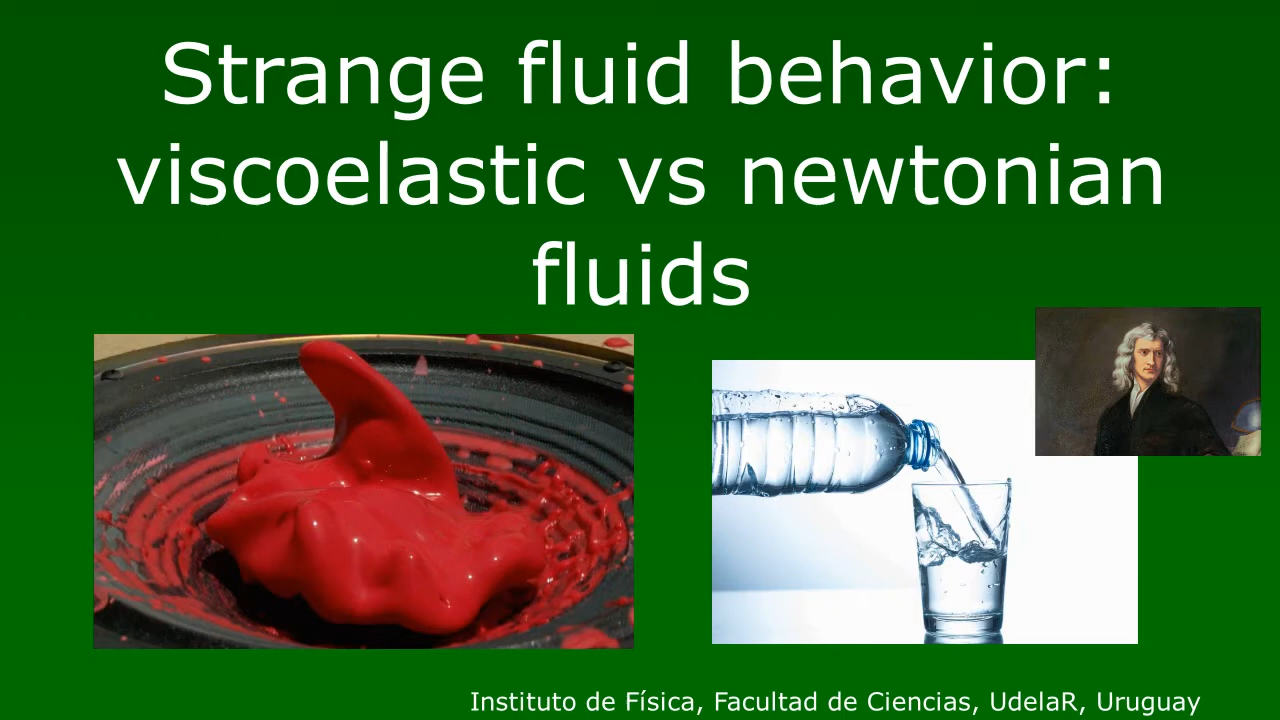 Strange fluid behavior:
viscoelastic vs newtonian
fluids
Instituto de Física, Facultad de Ciencias, UdelaR, Uruguay